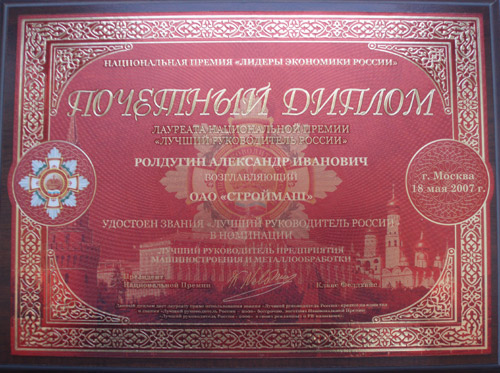 НАЦИОНАЛЬНАЯ ПРЕМИЯ «ЛИДЕРЫ ЭКОНОМИКИ РОССИИ»
ПОЧЕТНЫЙ ДИПЛОМ
ЛАУРЕАТА НАЦИОНАЛЬНОЙ ПРЕМИИ
«ЛУЧШИЙ РУКОВОДИТЕЛЬ РОССИИ»
РОЛДУГИН АЛЕКСАНДР ИВАНОВИЧ
ВОЗГЛАВЛЯЮЩИЙ
ОАО «СТРОЙМАШ»
г. Москва
18 мая 2007 г.
УДОСТОЕН ЗВАНИЯ «ЛУЧШИЙ РУКОВОДИТЕЛЬ РОССИИ»
В НОМИНАЦИИ
ЛУЧШИЙ РУКОВОДИТЕЛЬ ПРЕДПРИЯТИЯ
МАШИНОСТРОЕНИЯ И МЕТАЛЛООБРАБОТКИ
Президент
Национальной Премии
Клаус